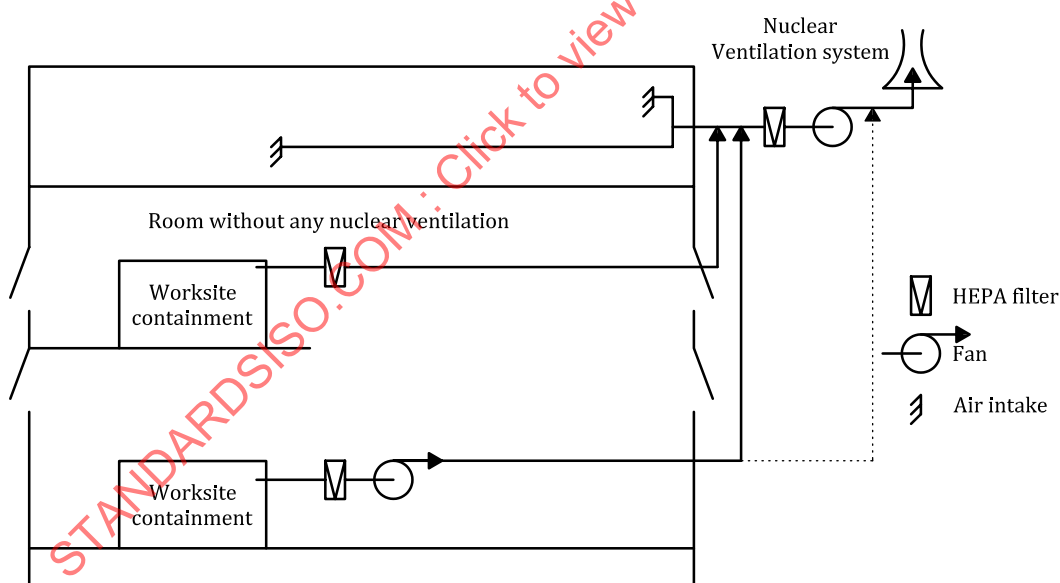 Nuclear
Ventilation system
Room without any nuclear ventilation
Worksite
containment
HEPA filter
Fan
Air intake
Worksite
containment
STANDARDSISO.COM : Click to view